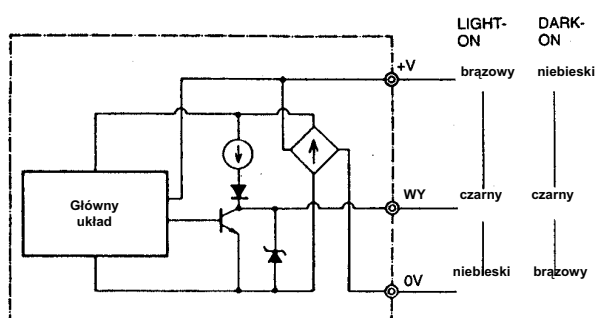 LIGHT-
ON
DARK-
ON
+V
brązowy
niebieski
Główny
układ
WY
czarny
czarny
0V
niebieski
brązowy